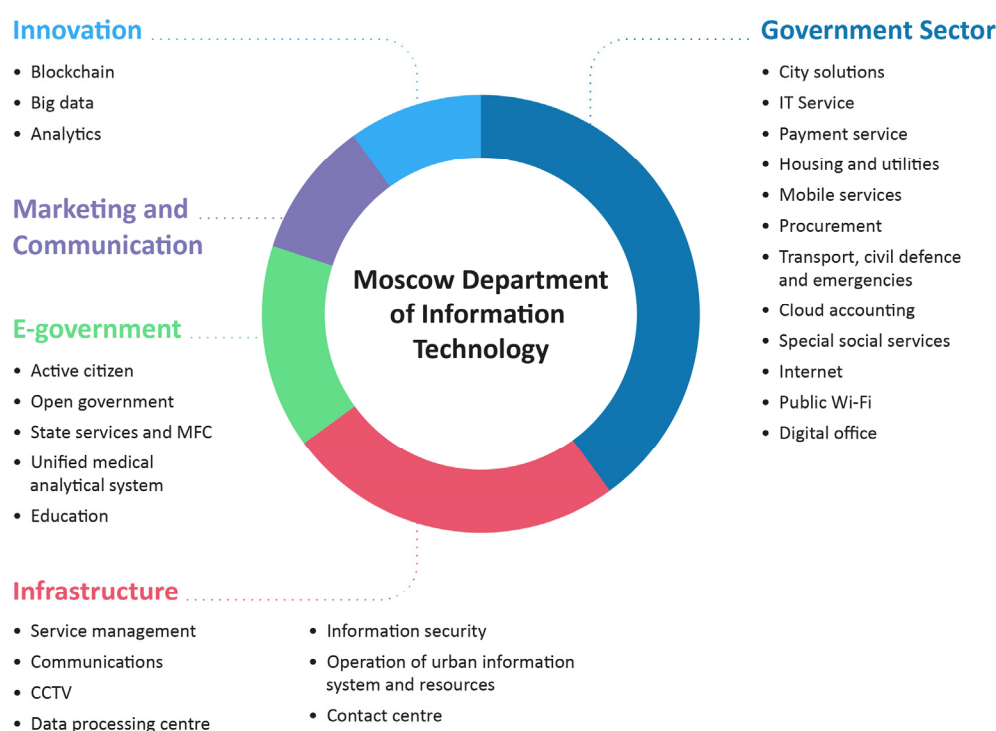 Innovation
• Blockchain
• Big data
• Analytics
Marketing and
Communication
E-government
• Active citizen
• Open government
• State services and MFC
• Unified medical
analytical system
• Education
Moscow Department
of Information
Technology
Government Sector
• City solutions
• IT Service
• Payment service
• Housing and utilities
• Mobile services
• Procurement
• Transport, civil defence
and emergencies
• Cloud accounting
• Special social services
• Internet
• Public Wi-Fi
• Digital office
Infrastructure
• Service management
• Communications
• CCTV
• Data processing centre
• Information security
• Operation of urban information
system and resources
• Contact centre